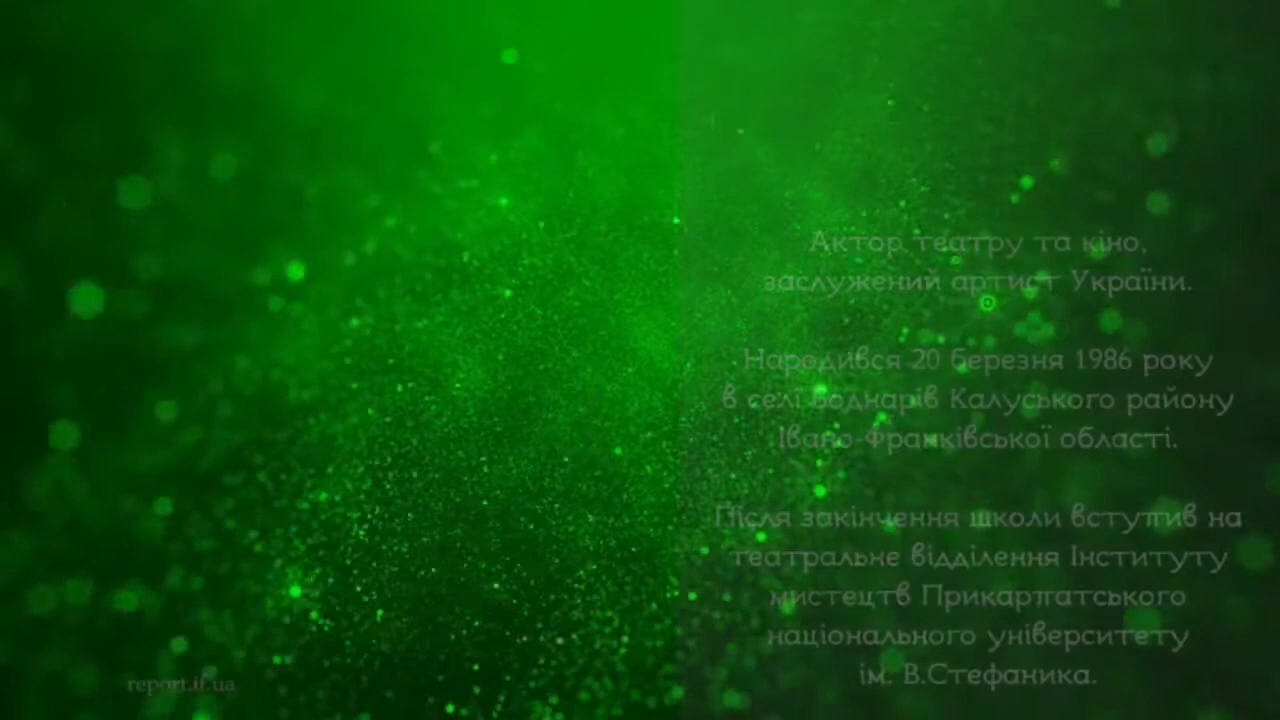 Актор театру та кіно,
заслужений артист України.
Народився 20 березня 1986 року
в селі Боднарів Калуського району
Івано-Франківської області.
Після закінчення школи вступив на
театральне відділення Інституту
мистецтв Прикарпатського
національного університету
ім. В.Стефаника.
report.if.ua